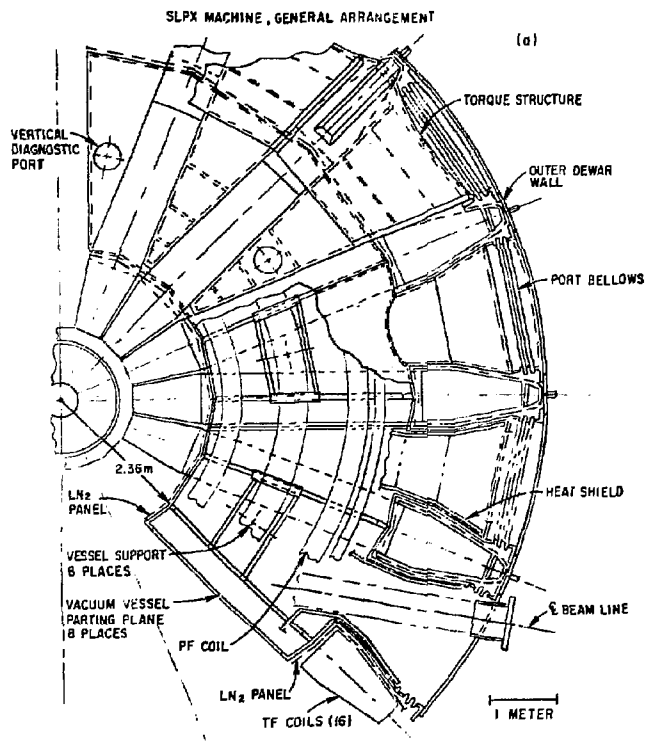 SLPX MACHINE, GENERAL ARRANGEMENT
(a)
TORQUE STRUCTURE
VERTICAL
DIAGNOSTIC
PORT
OUTER DEWAR
WALL
PORT BELLOWS
2.36m
LN₂
PANEL
HEAT SHIELD
VESSEL SUPPORT
8 PLACES
VACUUM VESSEL
PARTING PLANE
8 PLACES
PF COIL
℄ BEAM LINE
LN₂ PANEL
TF COILS (16)
1 METER